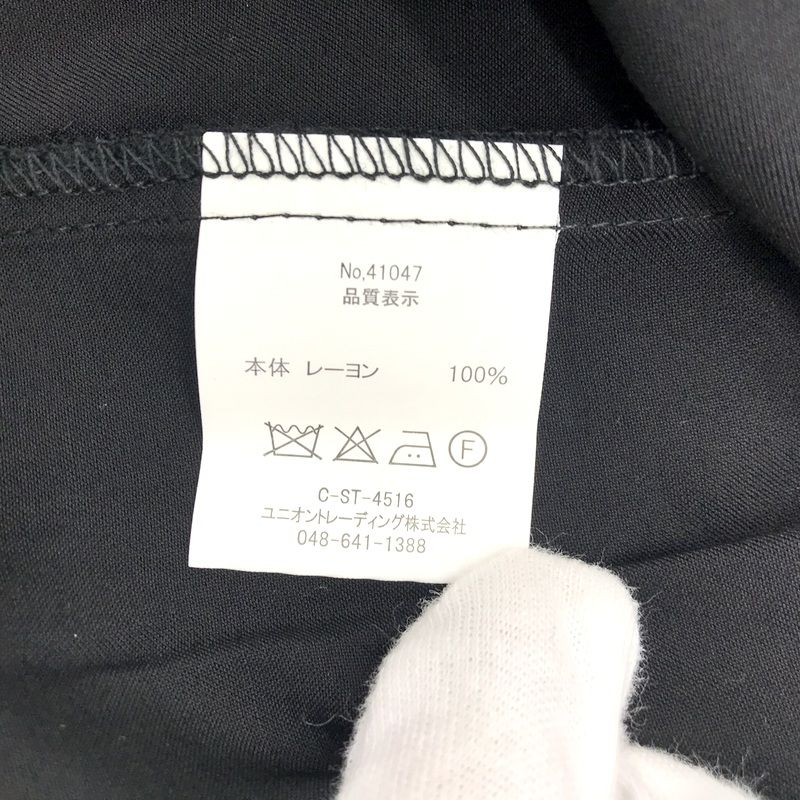 No,41047
品質表示
本体 レーヨン 100%
F
C-ST-4516
ユニオントレーディング株式会社
048-641-1388